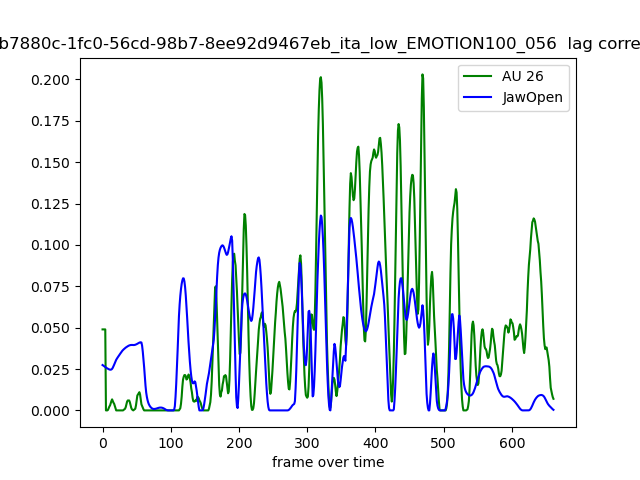 b7880c-1fc0-56cd-98b7-8ee92d9467eb_ita_low_EMOTION100_056  lag corre
AU 26
JawOpen
0.200
0.175
0.150
0.125
0.100
0.075
0.050
0.025
0.000
0 100 200 300 400 500 600
frame over time